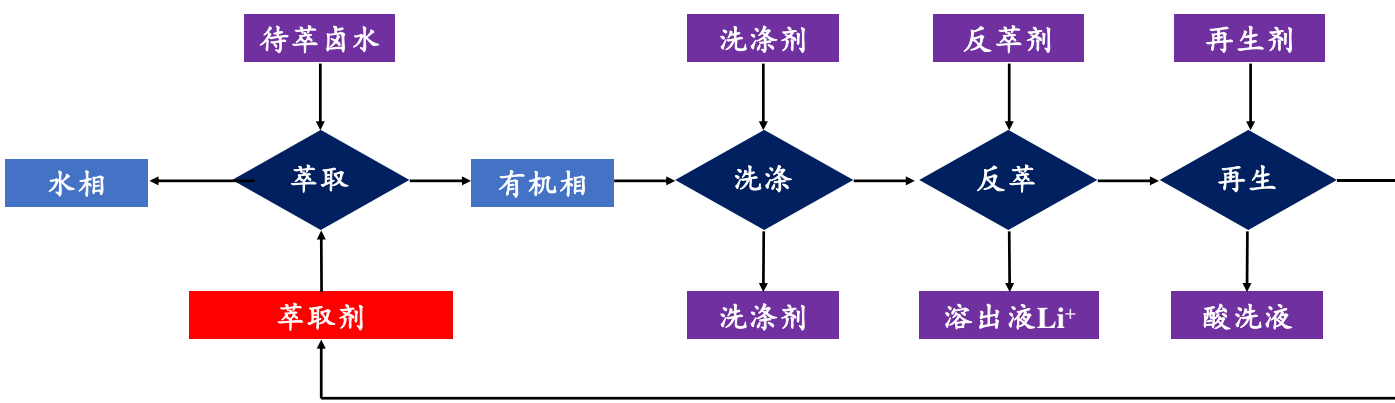 待萃卤水
洗涤剂
反萃剂
再生剂
水相
萃取
有机相
洗涤
反萃
再生
萃取剂
洗涤剂
溶出液Li⁺
酸洗液